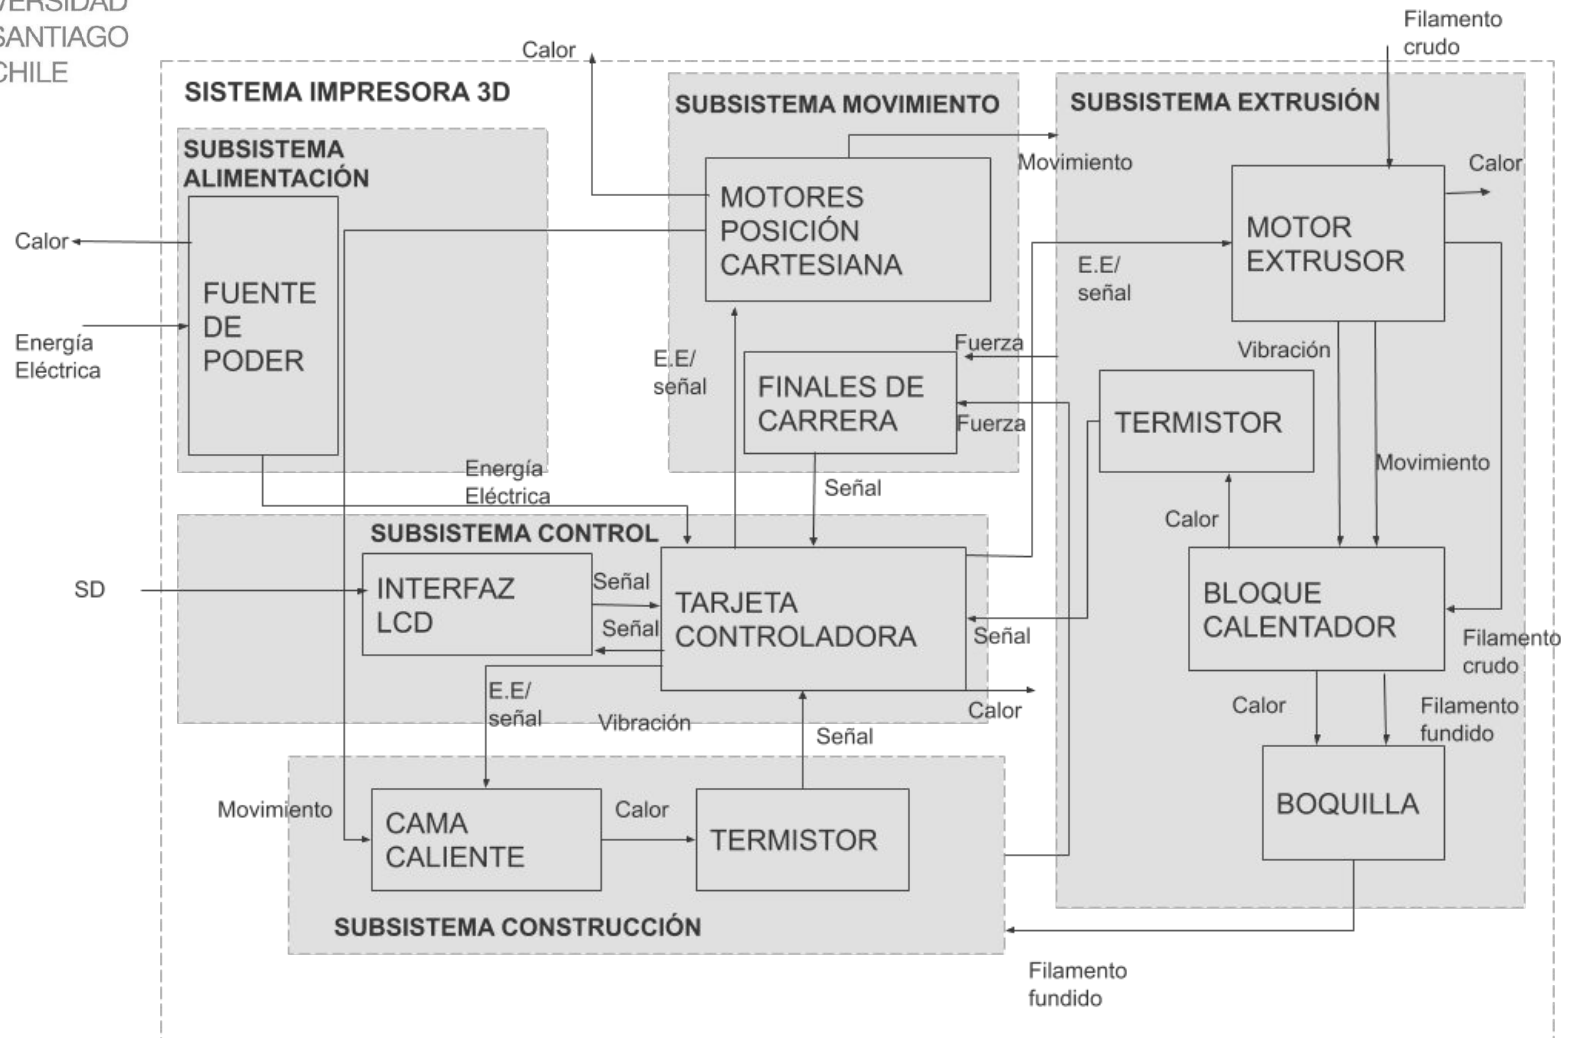 VERSIDAD
SANTIAGO
CHILE
Filamento
crudo
Calor
SISTEMA IMPRESORA 3D
SUBSISTEMA MOVIMIENTO
SUBSISTEMA EXTRUSIÓN
SUBSISTEMA
ALIMENTACIÓN
Movimiento
Calor
MOTORES
POSICIÓN
CARTESIANA
MOTOR
EXTRUSOR
Calor
FUENTE
DE
PODER
E.E/
señal
Energía
Eléctrica
E.E/
señal
Fuerza
Vibración
FINALES DE
CARRERA
Fuerza
TERMISTOR
Movimiento
Energía
Eléctrica
Señal
Calor
SUBSISTEMA CONTROL
SD
INTERFAZ
LCD
Señal
Señal
TARJETA
CONTROLADORA
Señal
BLOQUE
CALENTADOR
Filamento
crudo
E.E/
señal
Vibración
Calor
Señal
Calor
Filamento
fundido
Movimiento
CAMA
CALIENTE
Calor
TERMISTOR
BOQUILLA
SUBSISTEMA CONSTRUCCIÓN
Filamento
fundido